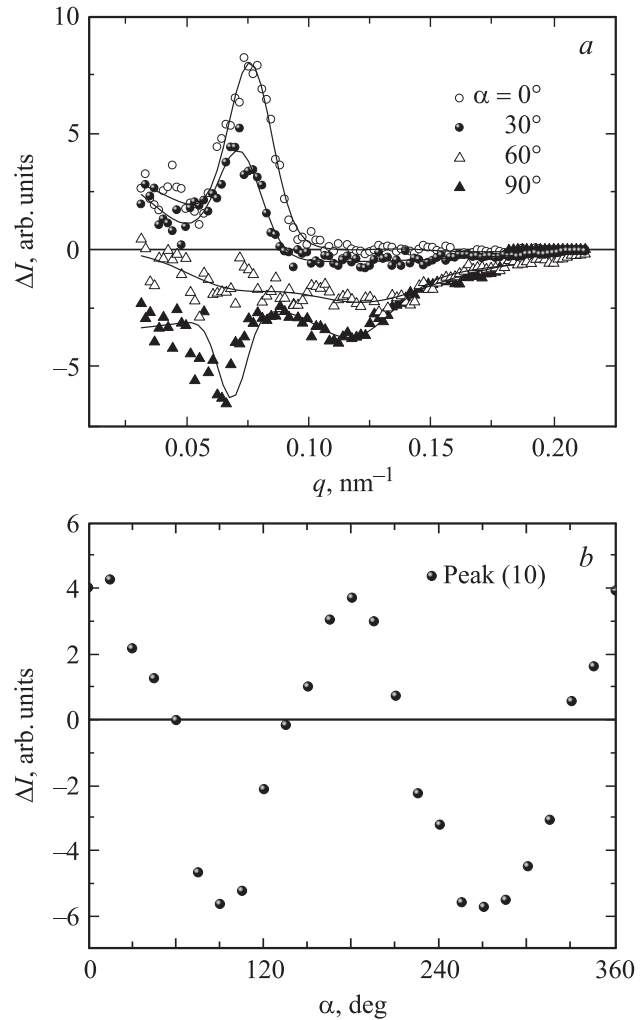 10
a
α = 0°
30°
5
60°
90°
ΔI, arb. units
0
–5
0.05 0.10 0.15 0.20
q, nm–1
6
b
Peak (10)
4
2
ΔI, arb. units
0
–2
–4
–6
0 120 240 360
α, deg